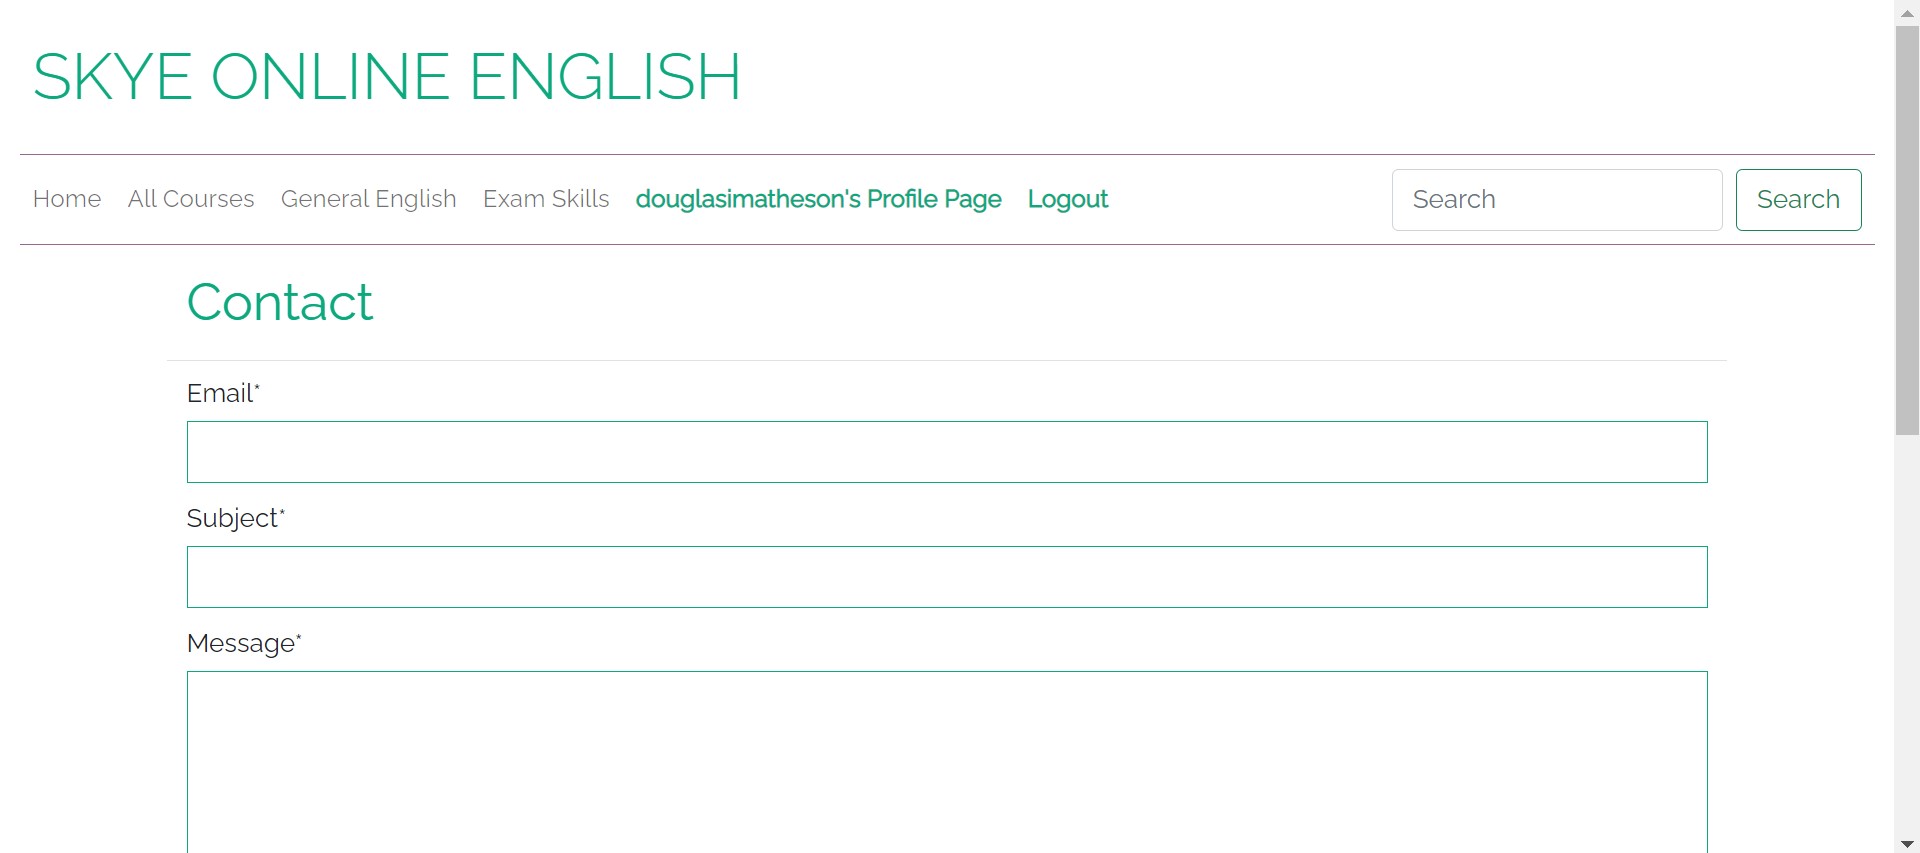 SKYE ONLINE ENGLISH
Home All Courses General English Exam Skills douglasimatheson's Profile Page Logout Search Search
Contact
Email*
Subject*
Message*